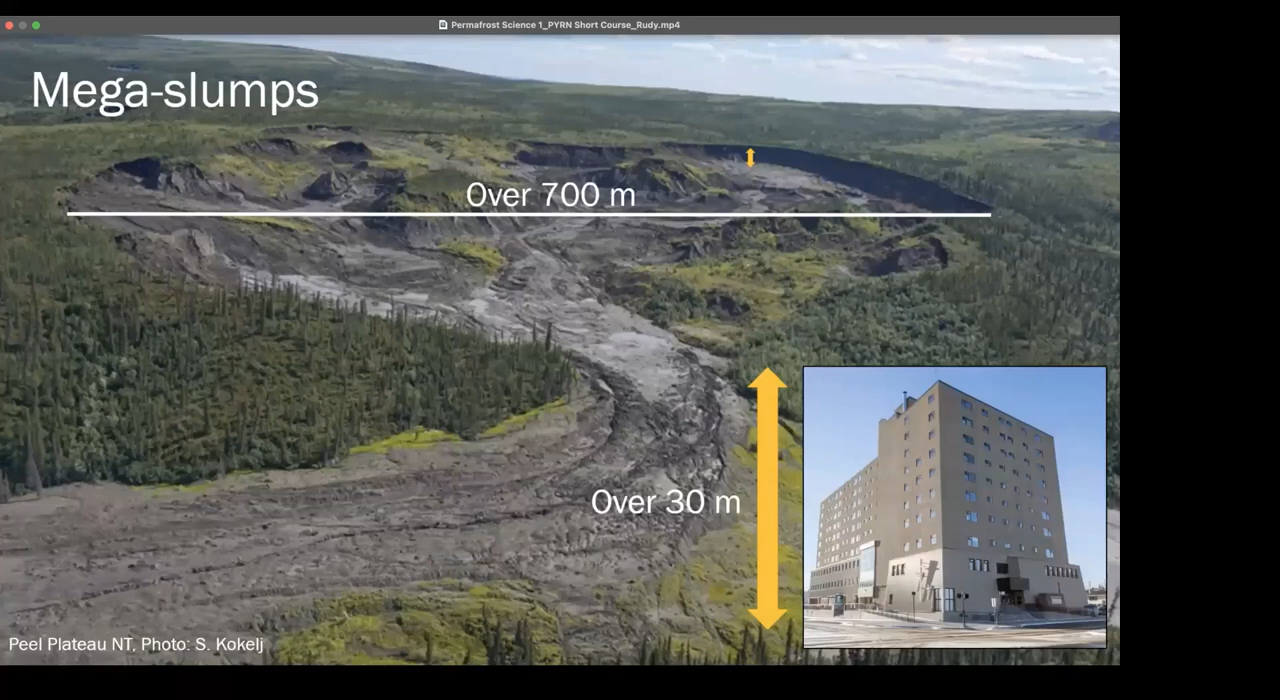 Permafrost Science 1_PYRN Short Course_Rudy.mp4
Mega-slumps
Over 700 m
Over 30 m
Peel Plateau NT, Photo: S. Kokelj